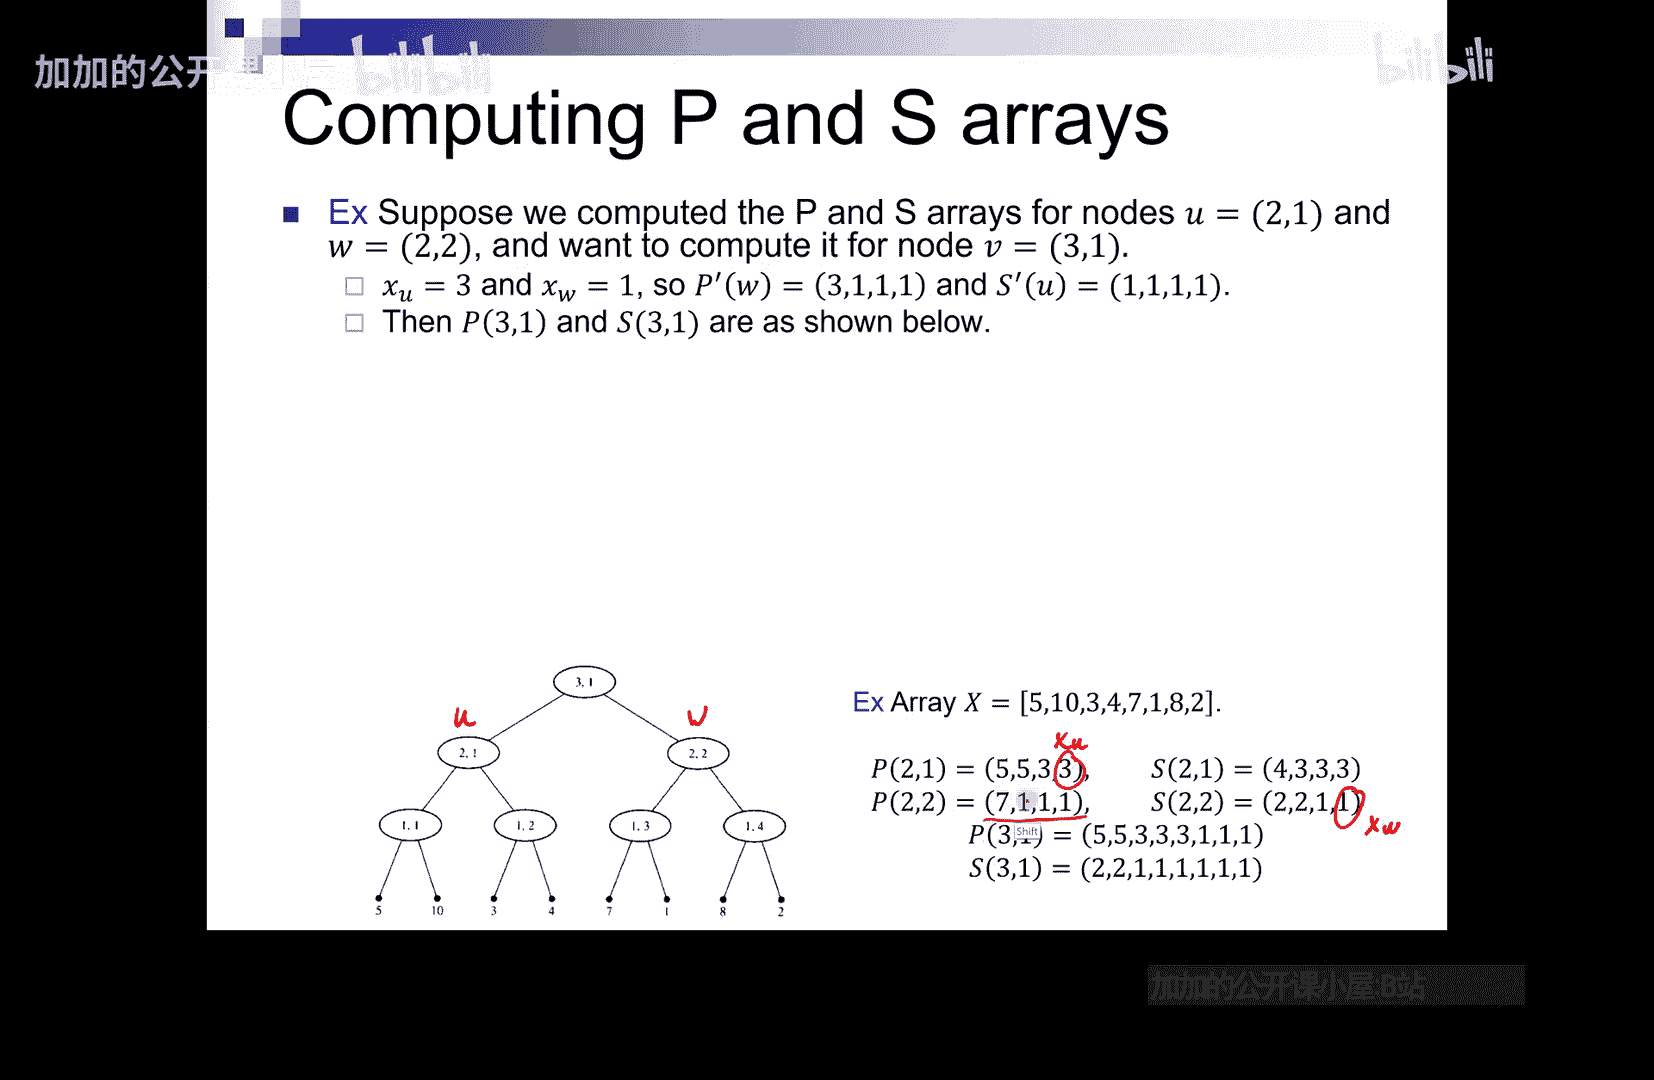 加加的公开
bilibili
bilibili
Computing P and S arrays
Ex Suppose we computed the P and S arrays for nodes u = (2,1) and
w = (2,2), and want to compute it for node v = (3,1).
x_u = 3 and x_w = 1, so P′(w) = (3,1,1,1) and S′(u) = (1,1,1,1).
Then P(3,1) and S(3,1) are as shown below.
3, 1
u
w
2, 1
2, 2
1, 1
1, 2
1, 3
1, 4
5 10 3 4 7 1 8 2
Ex Array X = [5,10,3,4,7,1,8,2].
xu
P(2,1) = (5,5,3,3), S(2,1) = (4,3,3,3)
P(2,2) = (7,1,1,1), S(2,2) = (2,2,1,1)
xw
P(3,1) = (5,5,3,3,3,1,1,1)
Shift
S(3,1) = (2,2,1,1,1,1,1,1)
加加的公开课小屋:B站